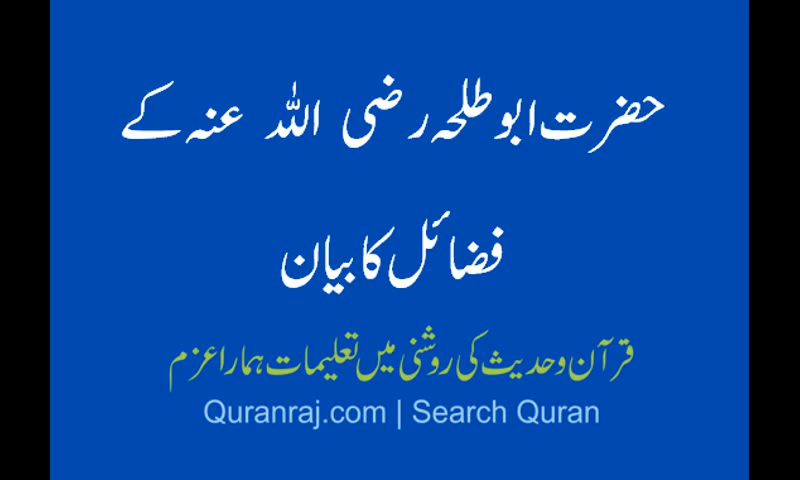 حضرت ابو طلحہ رضی اللہ عنہ کے
فضائل کا بیان
قرآن و حدیث کی روشنی میں تعلیمات ہمارا عزم
Quranraj.com | Search Quran